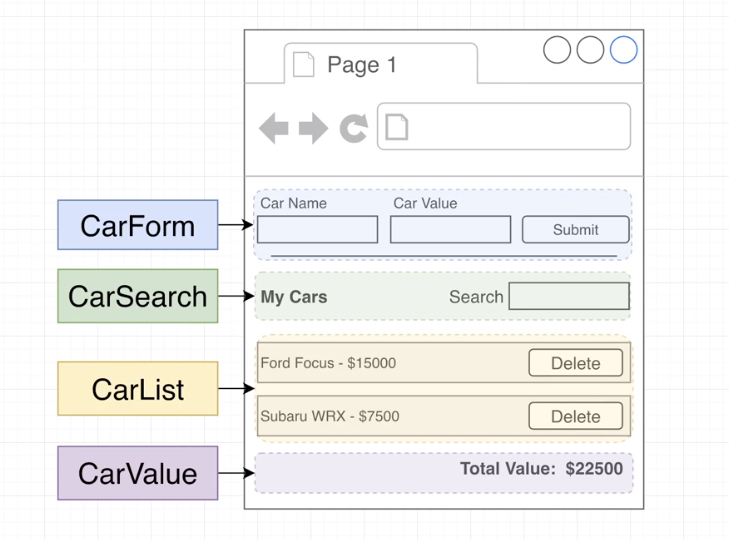 Page 1
CarForm
Car Name Car Value
Submit
CarSearch
My Cars Search
CarList
Ford Focus - $15000 Delete
Subaru WRX - $7500 Delete
CarValue
Total Value: $22500